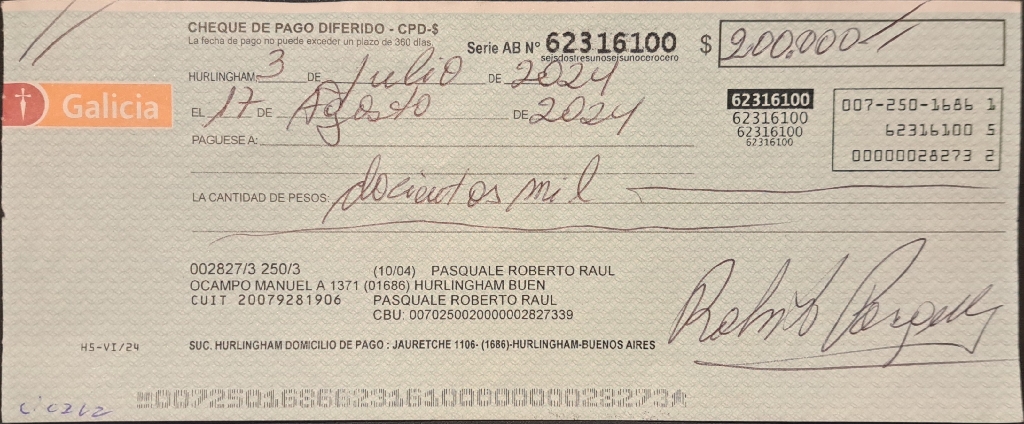 CHEQUE DE PAGO DIFERIDO - CPD-$
La fecha de pago no puede exceder un plazo de 360 días
Serie AB Nº 62316100
seisdostresunoseisunocerocero
$ 200.000
HURLINGHAM, 3 DE Julio DE 2024
Galicia
EL 17 DE Agosto DE 2024
62316100
62316100
62316100
62316100
007-250-1686 1
62316100 5
00000028273 2
PAGUESE A:
LA CANTIDAD DE PESOS: docientos mil
002827/3 250/3 (10/04) PASQUALE ROBERTO RAUL
OCAMPO MANUEL A 1371 (01686) HURLINGHAM BUEN
CUIT 20079281906 PASQUALE ROBERTO RAUL
CBU: 0070250020000002827339
HS-VI/24
SUC. HURLINGHAM DOMICILIO DE PAGO : JAURETCHE 1106- (1686)-HURLINGHAM-BUENOS AIRES